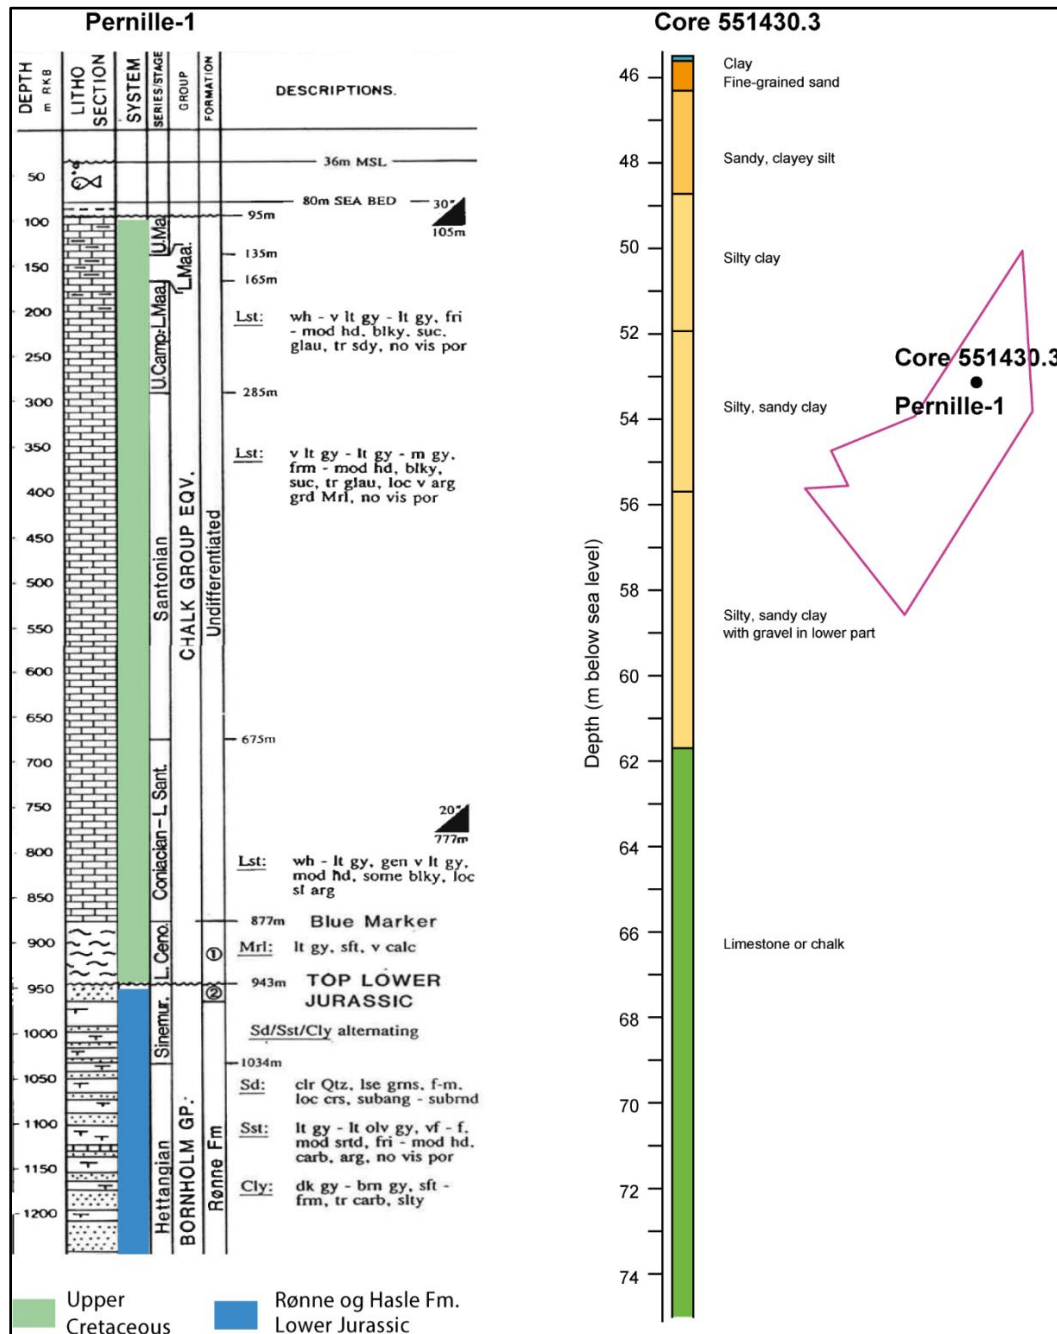 Pernille-1
DEPTH
m RKB
LITHO
SECTION
SYSTEM
SERIES/STAGE
GROUP
FORMATION
DESCRIPTIONS.
36m MSL
50
80m SEA BED
30"
105m
95m
100
U.Ma.
L.Maa.
135m
150
165m
200
U.Camp-L.Maa.
Lst: wh - v lt gy - lt gy, fri
- mod hd, blky, suc,
glau, tr sdy, no vis por
250
285m
300
350
Lst: v lt gy - lt gy - m gy,
frm - mod hd, blky,
suc, tr glau, loc v arg
grd Mrl, no vis por
400
450
500
Santonian
CHALK GROUP EQV.
Undifferentiated
550
600
650
675m
700
750
20"
777m
Coniacian-L. Sant.
800
Lst: wh - lt gy, gen v lt gy,
mod hd, some blky, loc
sl arg
850
877m Blue Marker
900
L. Ceno.
①
Mrl: lt gy, sft, v calc
943m TOP LOWER
JURASSIC
950
②
Sinemur.
Sd/Sst/Cly alternating
1000
1034m
1050
Sd: clr Qtz, lse grns, f-m,
loc crs, subang - subrnd
1100
Sst: lt gy - lt olv gy, vf - f,
mod srtd, fri - mod hd,
carb, arg, no vis por
1150
Hettangian
BORNHOLM GP.
Rønne Fm
Cly: dk gy - brn gy, sft -
frm, tr carb, slty
1200
Upper
Cretaceous
Rønne og Hasle Fm.
Lower Jurassic
Core 551430.3
Depth (m below sea level)
46
Clay
Fine-grained sand
48
Sandy, clayey silt
50
Silty clay
52
Core 551430.3
Pernille-1
54
Silty, sandy clay
56
58
Silty, sandy clay
with gravel in lower part
60
62
64
66
Limestone or chalk
68
70
72
74